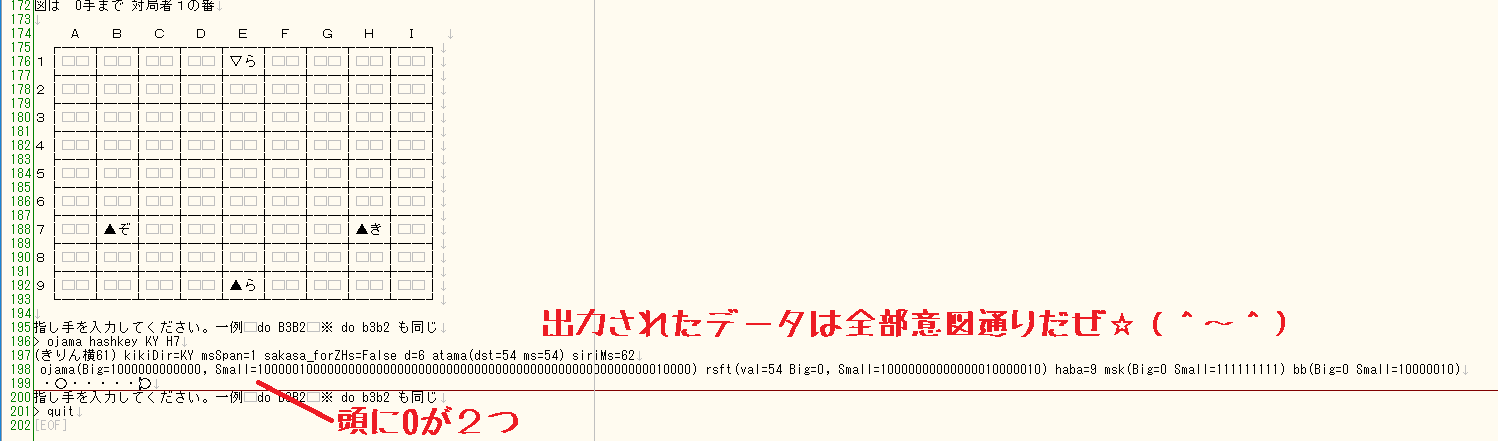 172 図は　0手まで 対局者１の番
173
174 A B C D E F G H I
175
176 1 ▽ら
177
178 2
179
180 3
181
182 4
183
184 5
185
186 6
187
188 7 ▲ぞ ▲き
189
190 8
191
192 9 ▲ら
193
194
出力されたデータは全部意図通りだぜ☆（＾～＾）
195 指し手を入力してください。一例　do B3B2　※ do b3b2 も同じ
196 > ojama hashkey KY H7
197 (きりん横61) kikiDir=KY msSpan=1 sakasa_forZHs=False d=6 atama(dst=54 ms=54) siriMs=62
198 rsft(val=54 Big=0, Small=10000000000000010000010) haba=9 msk(Big=0 Small=111111111) bb(Big=0 Small=10000010)
199 ・○・・・・・○
200 指し手を入力してください。一例　do B3B2　※ do b3b2 も同じ
201 > quit
頭に0が２つ
202 [EOF]